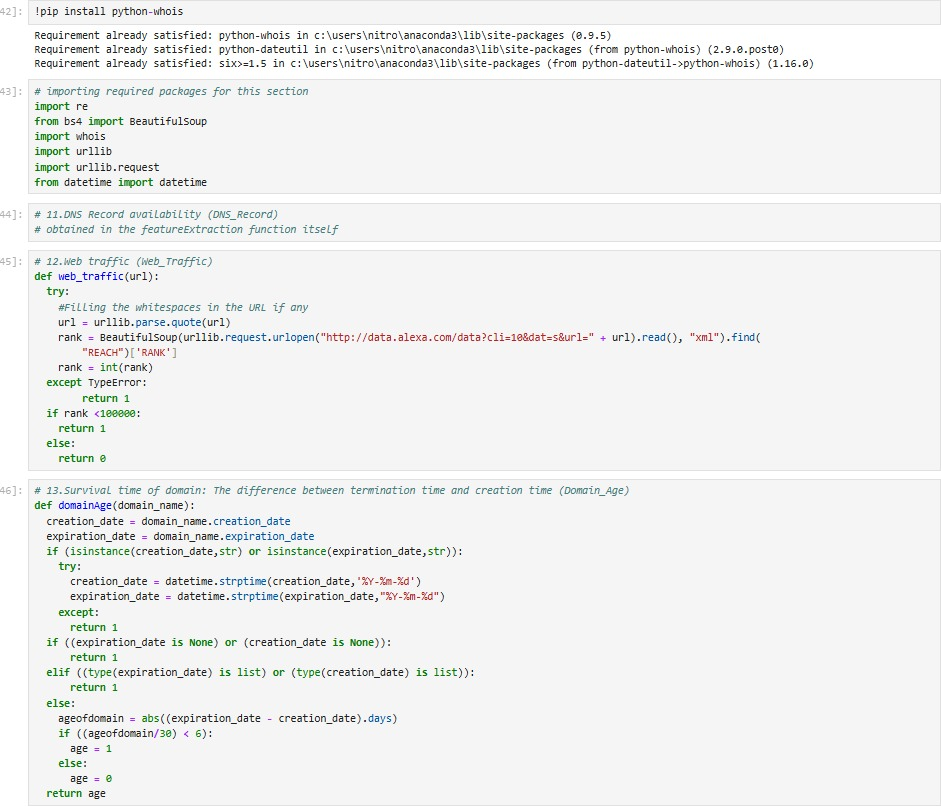 42]: !pip install python-whois
Requirement already satisfied: python-whois in c:\users\nitro\anaconda3\lib\site-packages (0.9.5)
Requirement already satisfied: python-dateutil in c:\users\nitro\anaconda3\lib\site-packages (from python-whois) (2.9.0.post0)
Requirement already satisfied: six>=1.5 in c:\users\nitro\anaconda3\lib\site-packages (from python-dateutil->python-whois) (1.16.0)
43]: # importing required packages for this section
import re
from bs4 import BeautifulSoup
import whois
import urllib
import urllib.request
from datetime import datetime
44]: # 11.DNS Record availability (DNS_Record)
# obtained in the featureExtraction function itself
45]: # 12.Web traffic (Web_Traffic)
def web_traffic(url):
  try:
    #Filling the whitespaces in the URL if any
    url = urllib.parse.quote(url)
    rank = BeautifulSoup(urllib.request.urlopen("http://data.alexa.com/data?cli=10&dat=s&url=" + url).read(), "xml").find(
        "REACH")['RANK']
    rank = int(rank)
  except TypeError:
        return 1
  if rank <100000:
    return 1
  else:
    return 0
46]: # 13.Survival time of domain: The difference between termination time and creation time (Domain_Age)
def domainAge(domain_name):
  creation_date = domain_name.creation_date
  expiration_date = domain_name.expiration_date
  if (isinstance(creation_date,str) or isinstance(expiration_date,str)):
    try:
      creation_date = datetime.strptime(creation_date,'%Y-%m-%d')
      expiration_date = datetime.strptime(expiration_date,"%Y-%m-%d")
    except:
      return 1
  if ((expiration_date is None) or (creation_date is None)):
      return 1
  elif ((type(expiration_date) is list) or (type(creation_date) is list)):
      return 1
  else:
    ageofdomain = abs((expiration_date - creation_date).days)
    if ((ageofdomain/30) < 6):
      age = 1
    else:
      age = 0
  return age